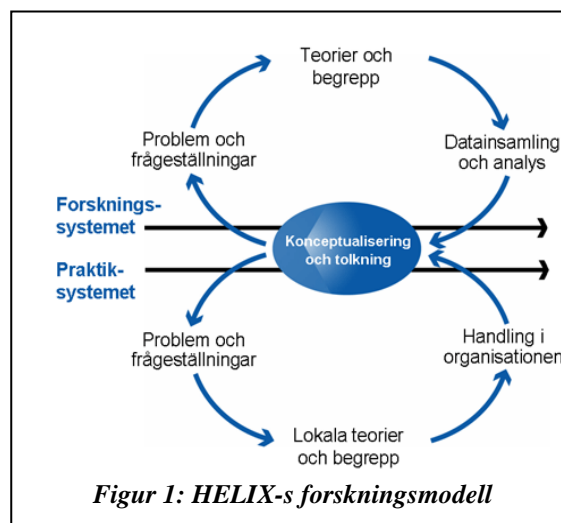 Teorier och
begrepp
Problem och
frågeställningar
Datainsamling
och analys
Forsknings-
systemet
Konceptualisering
och tolkning
Praktik-
systemet
Problem och
frågeställningar
Handling i
organisationen
Lokala teorier
och begrepp
Figur 1: HELIX-s forskningsmodell